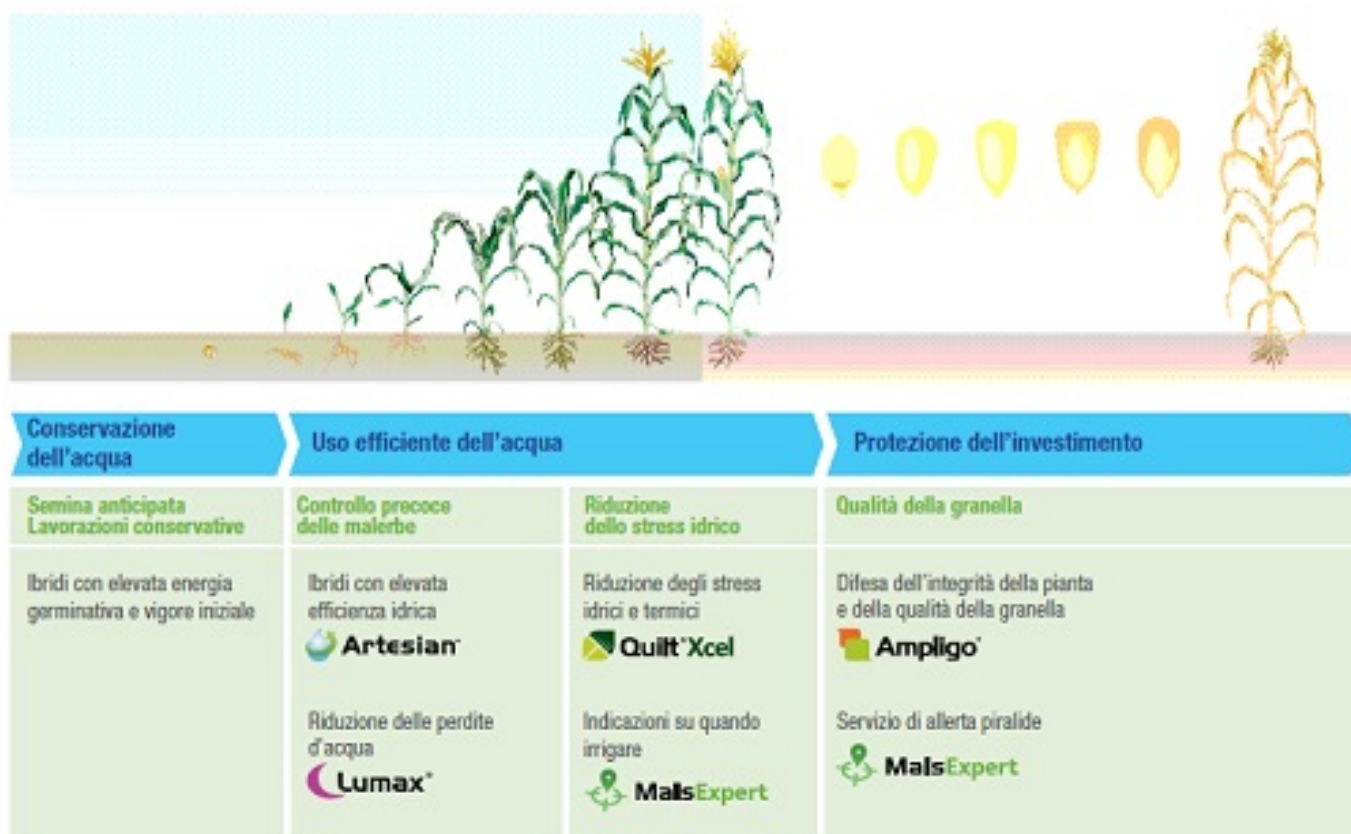 Conservazione
dell'acqua
Uso efficiente dell'acqua
Protezione dell'investimento
Semina anticipata
Lavorazioni conservative
Controllo precoce
delle malerbe
Riduzione
dello stress idrico
Qualità della granella
Ibridi con elevata energia
germinativa e vigore iniziale
Ibridi con elevata
efficienza idrica
Artesian™
Riduzione delle perdite
d'acqua
Lumax®
Riduzione degli stress
idrici e termici
Quilt® Xcel
Indicazioni su quando
irrigare
MaisExpert
Difesa dell'integrità della pianta
e della qualità della granella
Ampligo®
Servizio di allerta piralide
MaisExpert